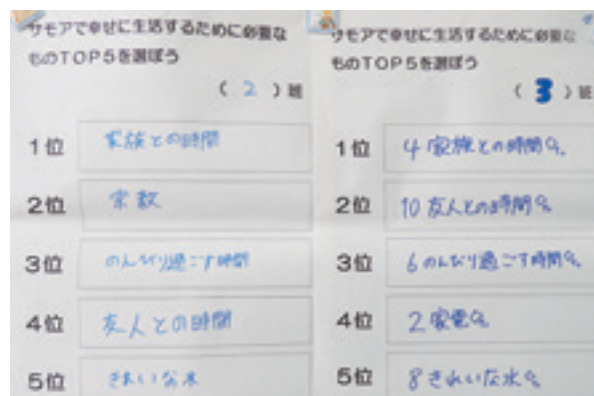 サモアで幸せに生活するために必要な
ものTOP5を選ぼう
( 2 ) 班
1位 家族との時間
2位 宗教
3位 のんびり過ごす時間
4位 友人との時間
5位 きれいな水
サモアで幸せに生活するために必要な
ものTOP5を選ぼう
( 3 ) 班
1位 4 家族との時間
2位 10 友人との時間
3位 6 のんびり過ごす時間
4位 2 家電
5位 8 きれいな水